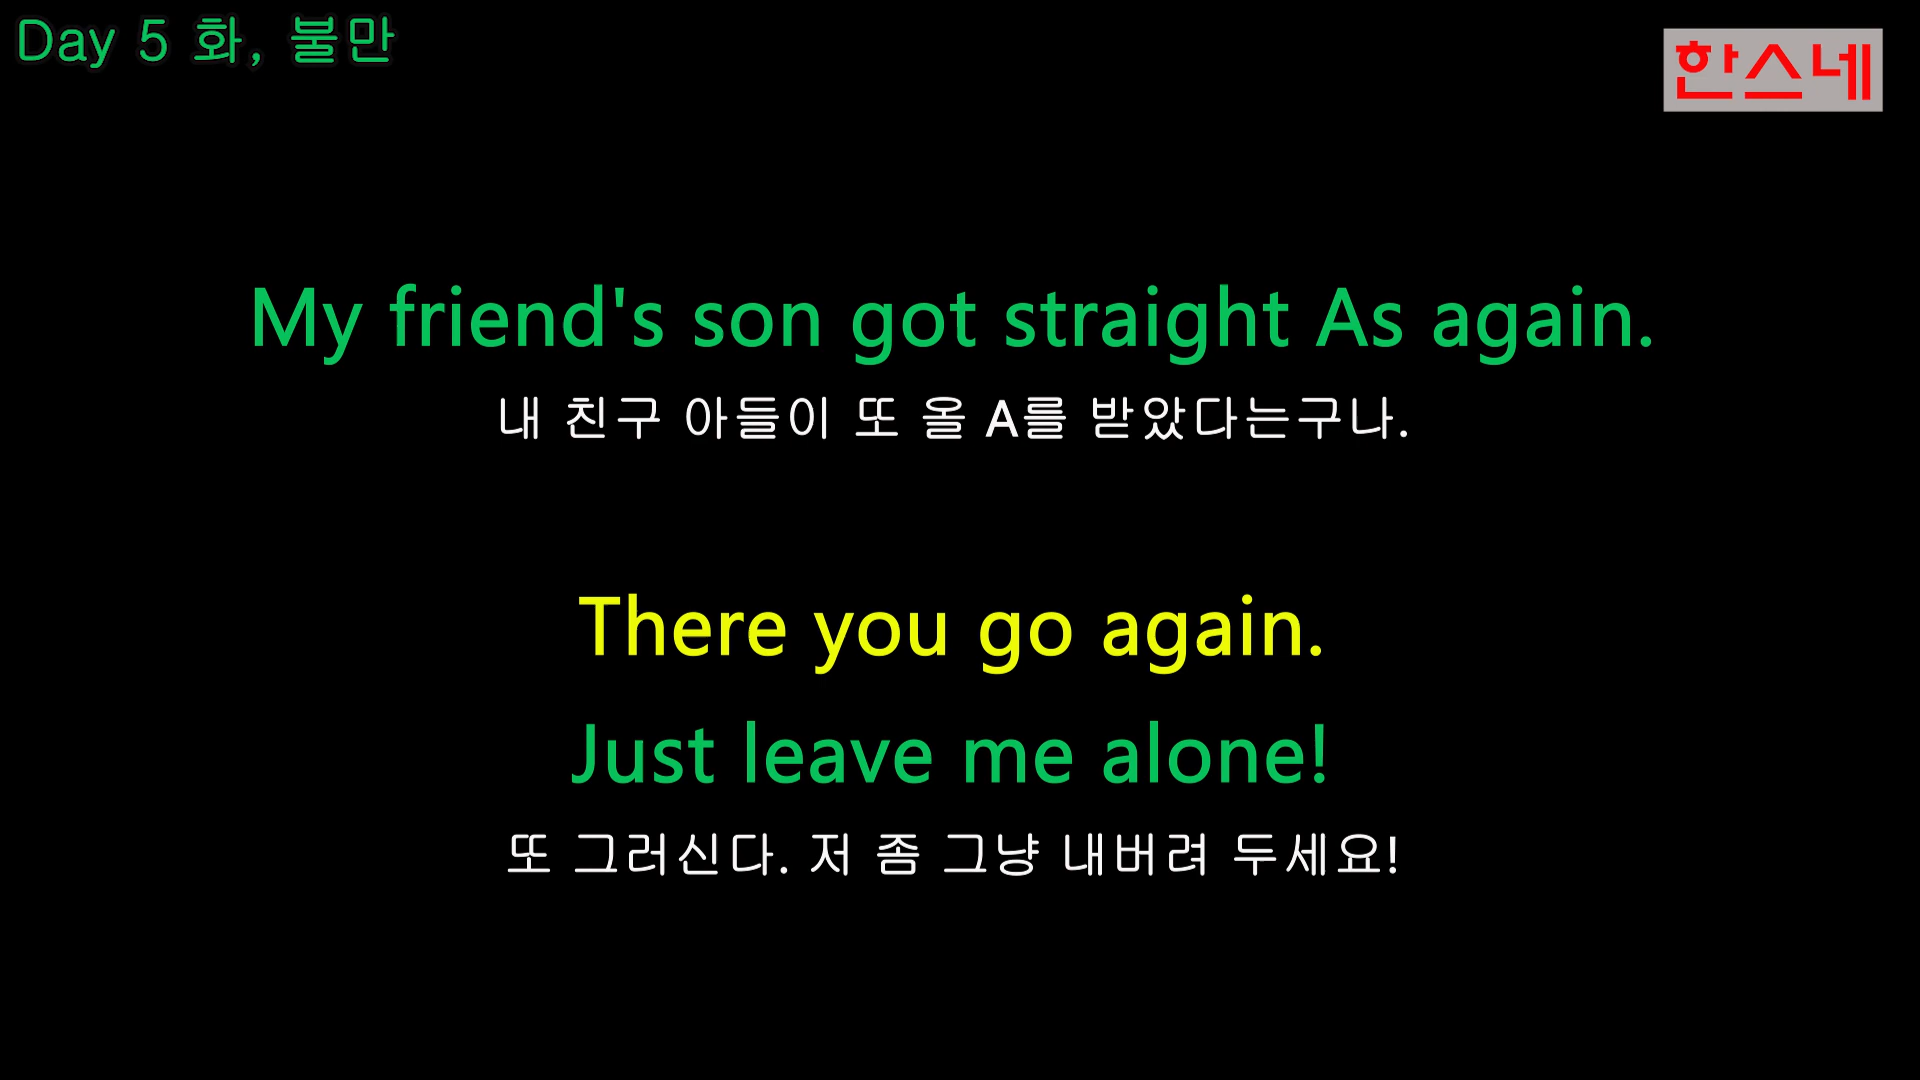 Day 5 화, 불만
한스네
My friend's son got straight As again.
내 친구 아들이 또 올 A를 받았다는구나.
There you go again.
Just leave me alone!
또 그러신다. 저 좀 그냥 내버려 두세요!